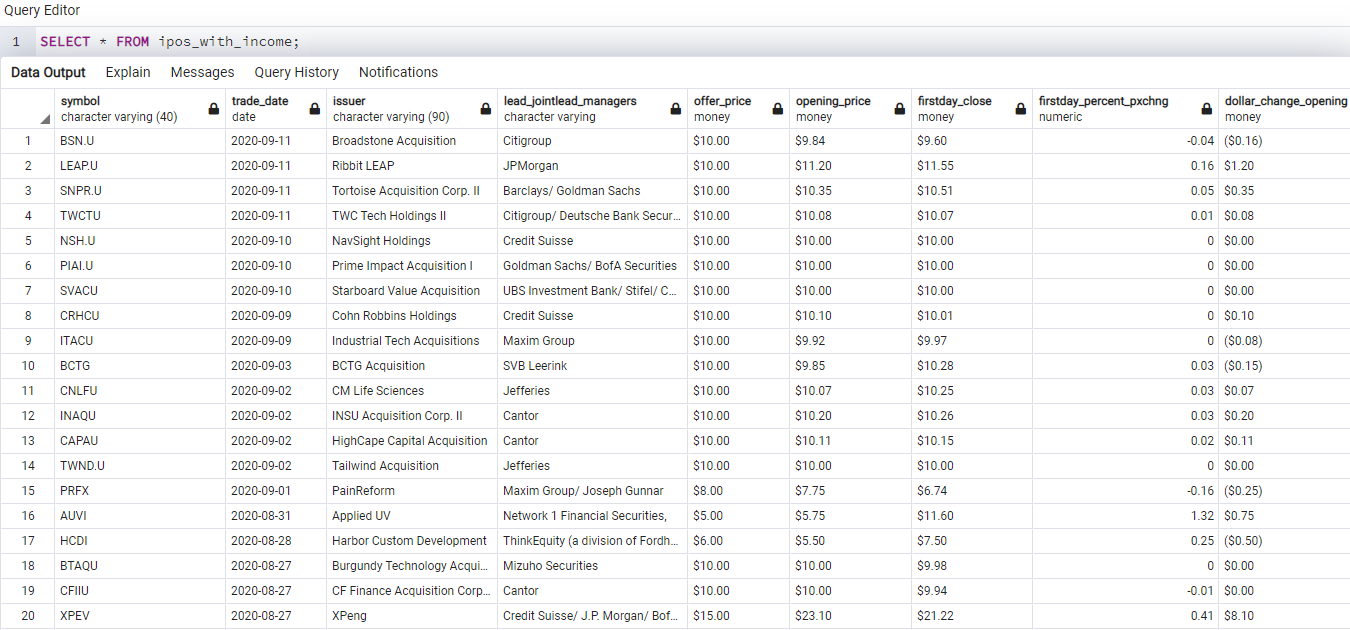 Query Editor
1 SELECT * FROM ipos_with_income;
Data Output Explain Messages Query History Notifications
symbol trade_date issuer lead_jointlead_managers offer_price opening_price firstday_close firstday_percent_pxchng dollar_change_opening
character varying (40) date character varying (90) character varying money money money numeric money
1 BSN.U 2020-09-11 Broadstone Acquisition Citigroup $10.00 $9.84 $9.60 -0.04 ($0.16)
2 LEAP.U 2020-09-11 Ribbit LEAP JPMorgan $10.00 $11.20 $11.55 0.16 $1.20
3 SNPR.U 2020-09-11 Tortoise Acquisition Corp. II Barclays/ Goldman Sachs $10.00 $10.35 $10.51 0.05 $0.35
4 TWCTU 2020-09-11 TWC Tech Holdings II Citigroup/ Deutsche Bank Secur... $10.00 $10.08 $10.07 0.01 $0.08
5 NSH.U 2020-09-10 NavSight Holdings Credit Suisse $10.00 $10.00 $10.00 0 $0.00
6 PIAI.U 2020-09-10 Prime Impact Acquisition I Goldman Sachs/ BofA Securities $10.00 $10.00 $10.00 0 $0.00
7 SVACU 2020-09-10 Starboard Value Acquisition UBS Investment Bank/ Stifel/ C... $10.00 $10.00 $10.00 0 $0.00
8 CRHCU 2020-09-09 Cohn Robbins Holdings Credit Suisse $10.00 $10.10 $10.01 0 $0.10
9 ITACU 2020-09-09 Industrial Tech Acquisitions Maxim Group $10.00 $9.92 $9.97 0 ($0.08)
10 BCTG 2020-09-03 BCTG Acquisition SVB Leerink $10.00 $9.85 $10.28 0.03 ($0.15)
11 CNLFU 2020-09-02 CM Life Sciences Jefferies $10.00 $10.07 $10.25 0.03 $0.07
12 INAQU 2020-09-02 INSU Acquisition Corp. II Cantor $10.00 $10.20 $10.26 0.03 $0.20
13 CAPAU 2020-09-02 HighCape Capital Acquisition Cantor $10.00 $10.11 $10.15 0.02 $0.11
14 TWND.U 2020-09-02 Tailwind Acquisition Jefferies $10.00 $10.00 $10.00 0 $0.00
15 PRFX 2020-09-01 PainReform Maxim Group/ Joseph Gunnar $8.00 $7.75 $6.74 -0.16 ($0.25)
16 AUVI 2020-08-31 Applied UV Network 1 Financial Securities, $5.00 $5.75 $11.60 1.32 $0.75
17 HCDI 2020-08-28 Harbor Custom Development ThinkEquity (a division of Fordh... $6.00 $5.50 $7.50 0.25 ($0.50)
18 BTAQU 2020-08-27 Burgundy Technology Acqui... Mizuho Securities $10.00 $10.00 $9.98 0 $0.00
19 CFIIU 2020-08-27 CF Finance Acquisition Corp... Cantor $10.00 $10.00 $9.94 -0.01 $0.00
20 XPEV 2020-08-27 XPeng Credit Suisse/ J.P. Morgan/ Bof... $15.00 $23.10 $21.22 0.41 $8.10